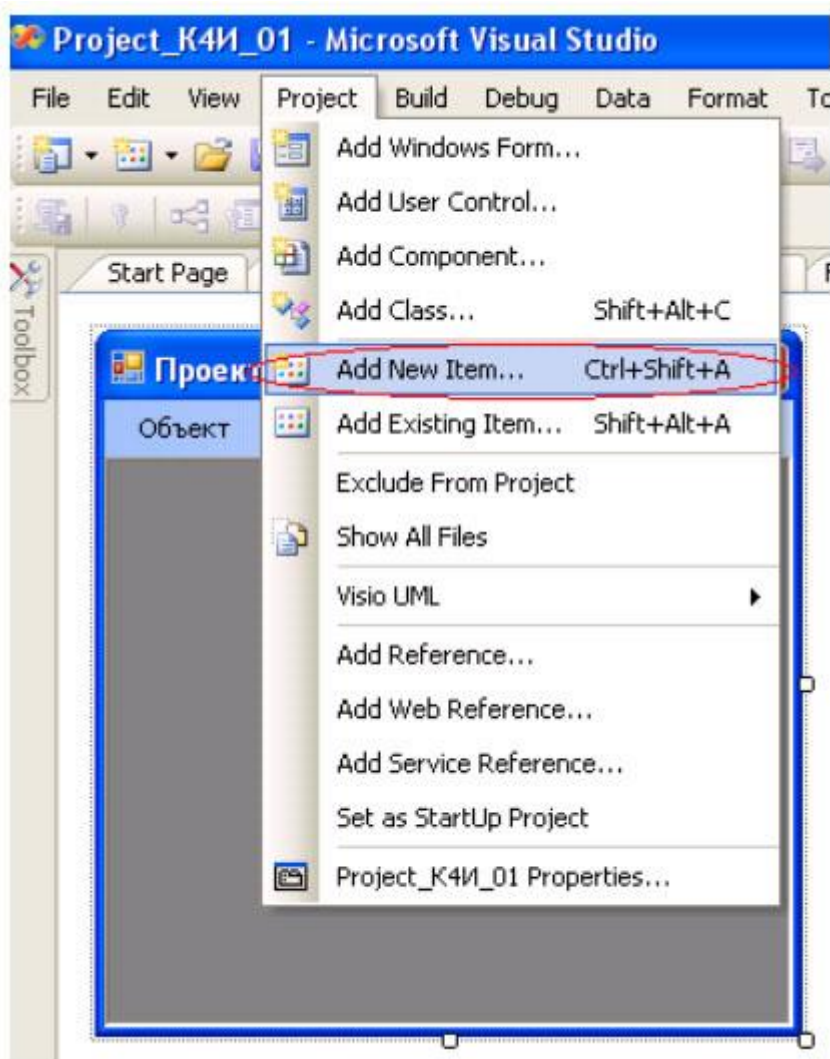 Project_К4И_01 - Microsoft Visual Studio
File Edit View Project Build Debug Data Format
Add Windows Form...
Add User Control...
Start Page
Add Component...
Add Class... Shift+Alt+C
Toolbox
Add New Item... Ctrl+Shift+A
Объект
Add Existing Item... Shift+Alt+A
Exclude From Project
Show All Files
Visio UML
Add Reference...
Add Web Reference...
Add Service Reference...
Set as StartUp Project
Project_К4И_01 Properties...